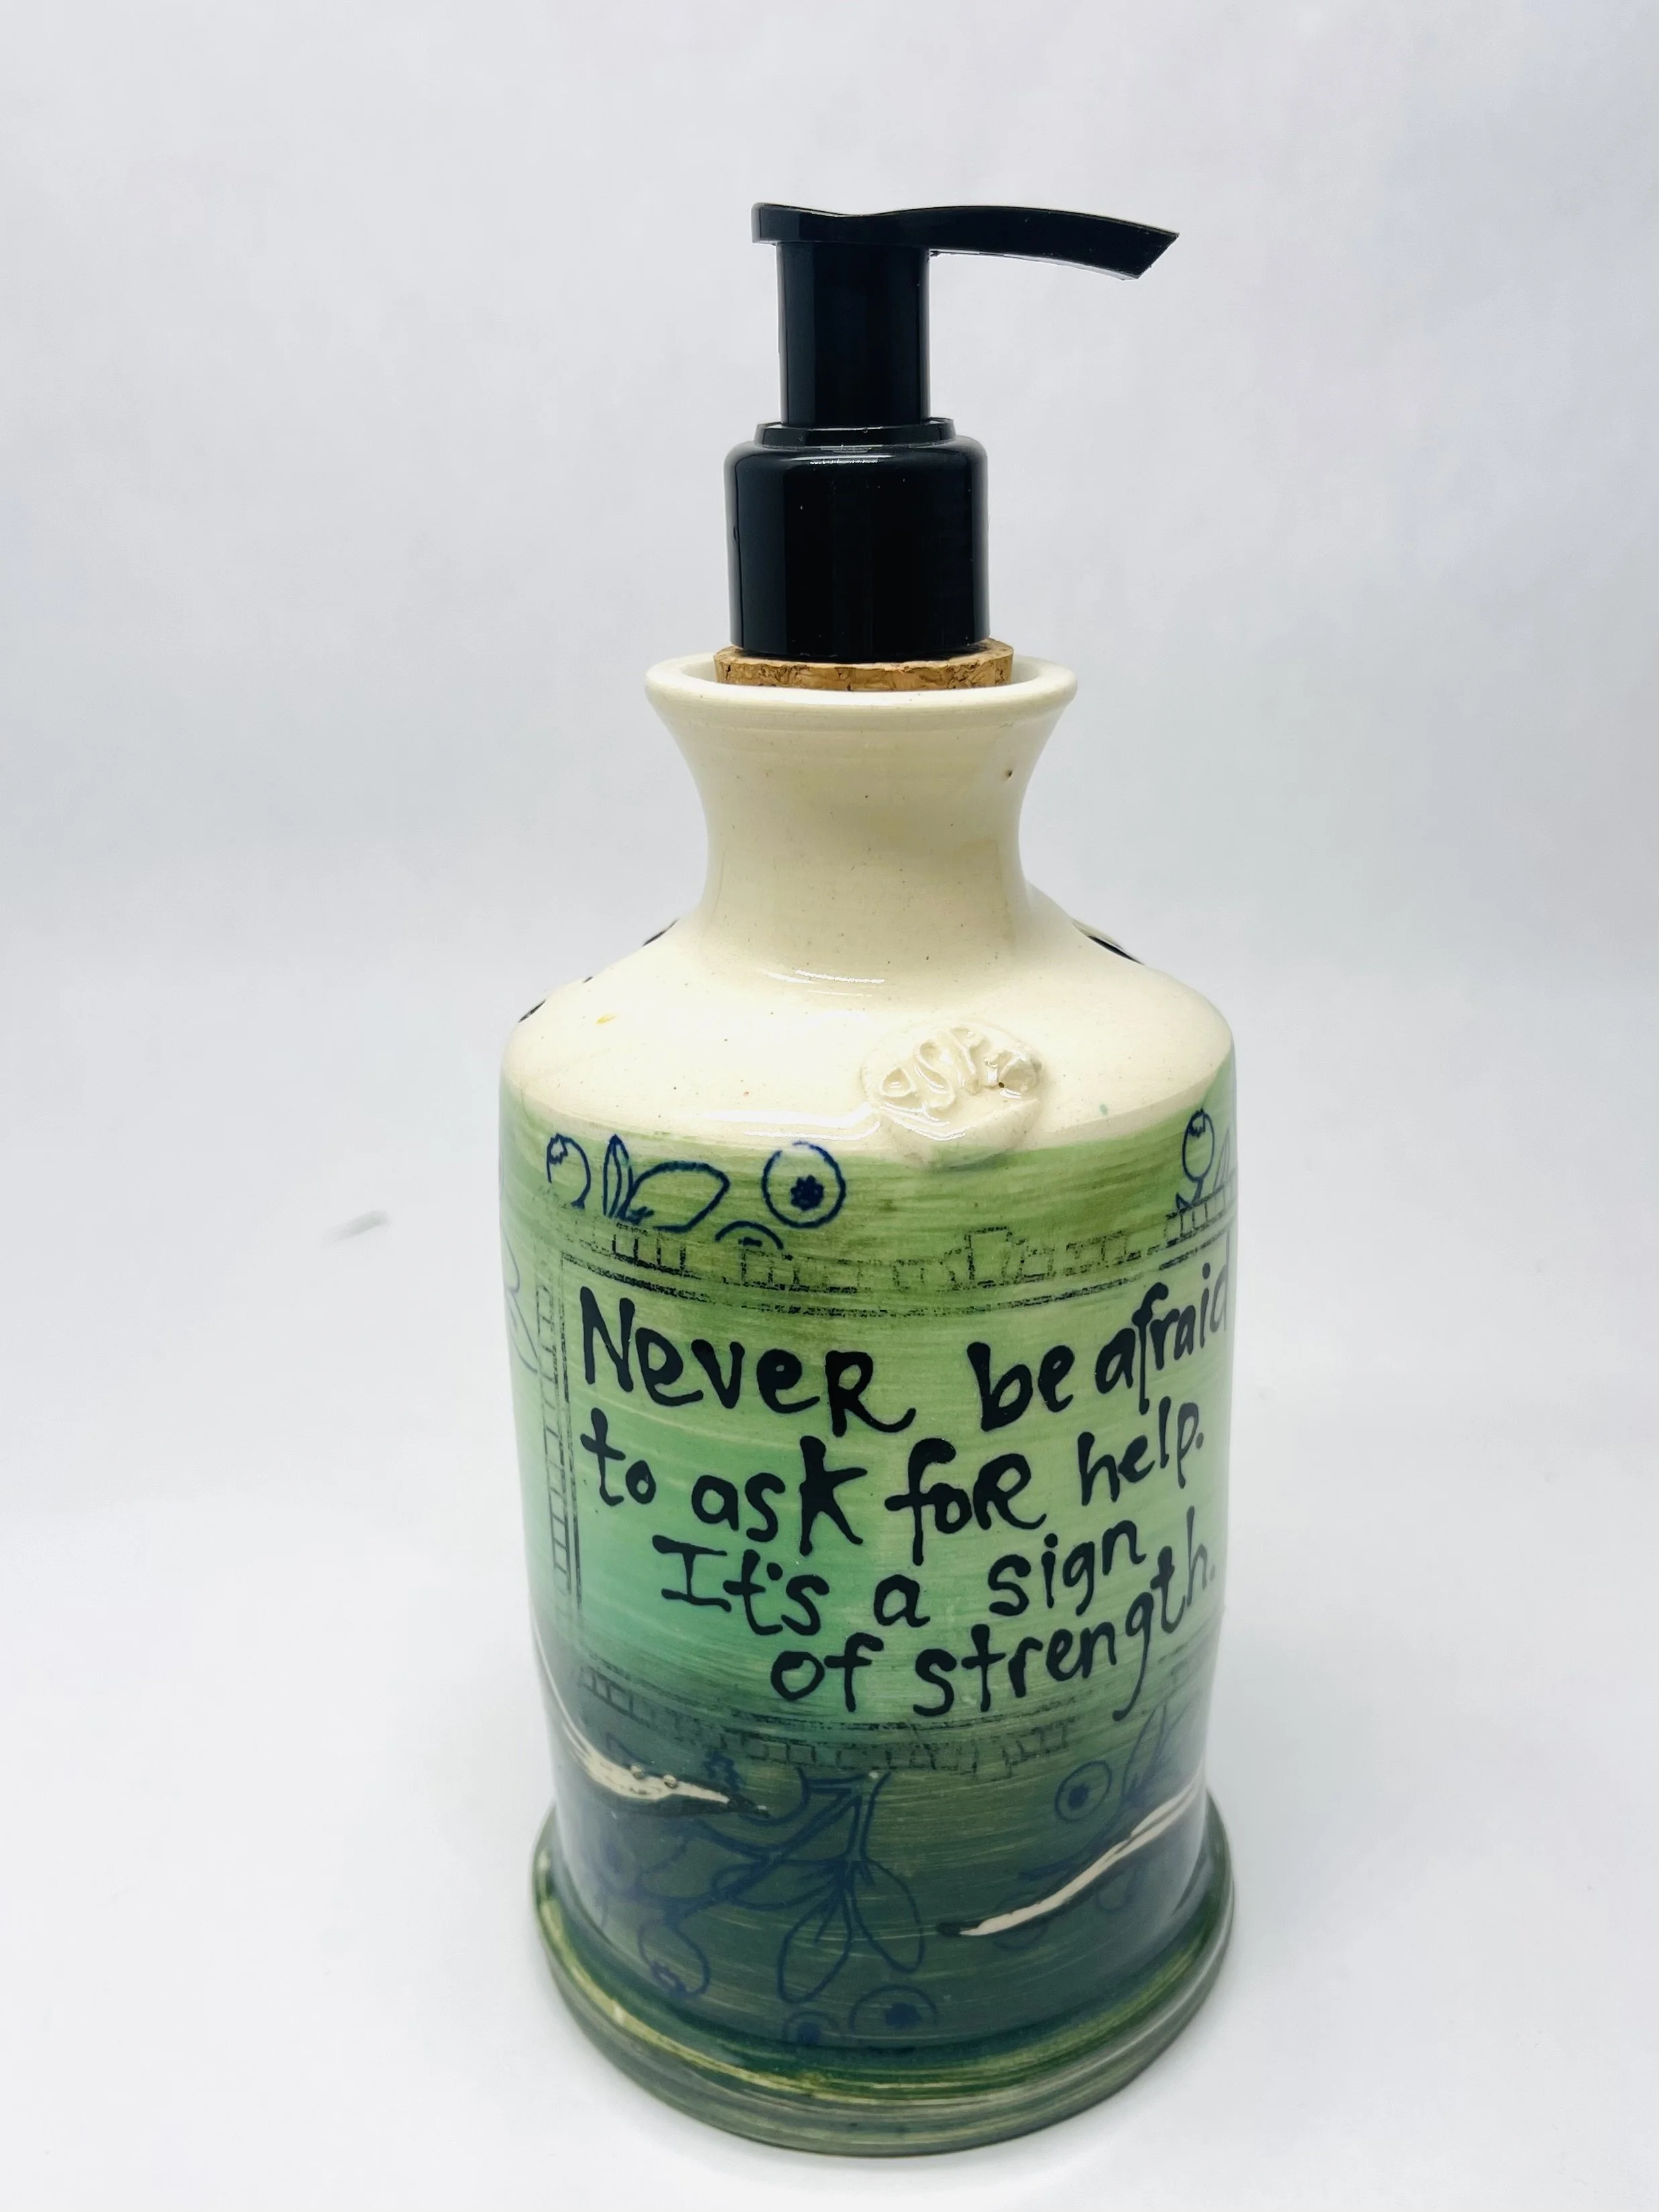 NeveR be afraid
to ask foR help.
It's a sign
of strength.